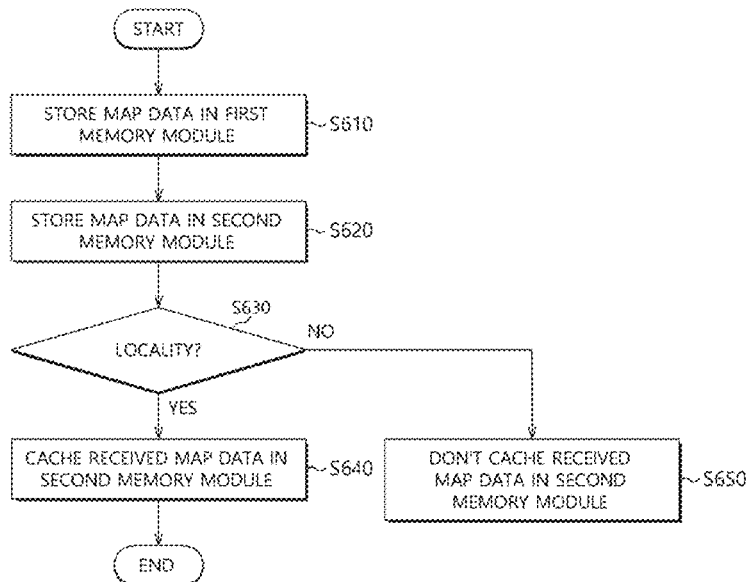 START
STORE MAP DATA IN FIRST
MEMORY MODULE
S610
STORE MAP DATA IN SECOND
MEMORY MODULE
S620
S630
LOCALITY?
NO
YES
CACHE RECEIVED MAP DATA IN
SECOND MEMORY MODULE
S640
DON'T CACHE RECEIVED
MAP DATA IN SECOND
MEMORY MODULE
S650
END